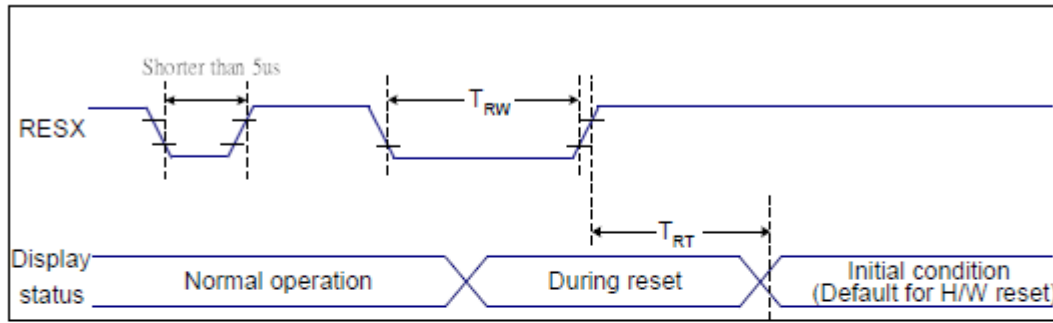 Shorter than 5us
RESX
TRW
TRT
Display
status
Normal operation
During reset
Initial condition
(Default for H/W reset)